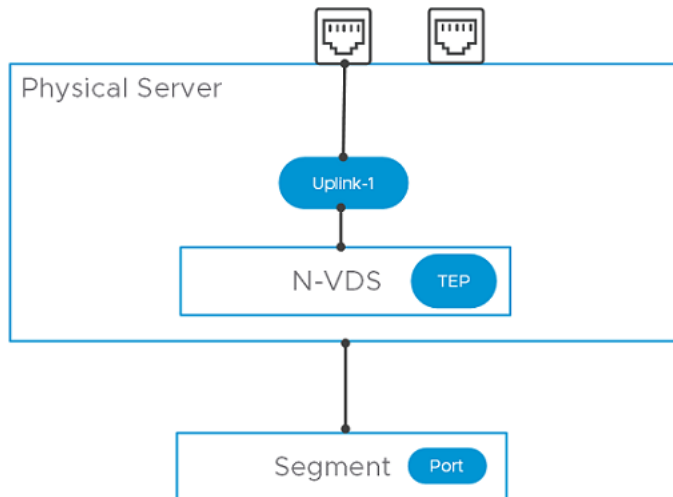 Physical Server
Uplink-1
N-VDS
TEP
Segment
Port